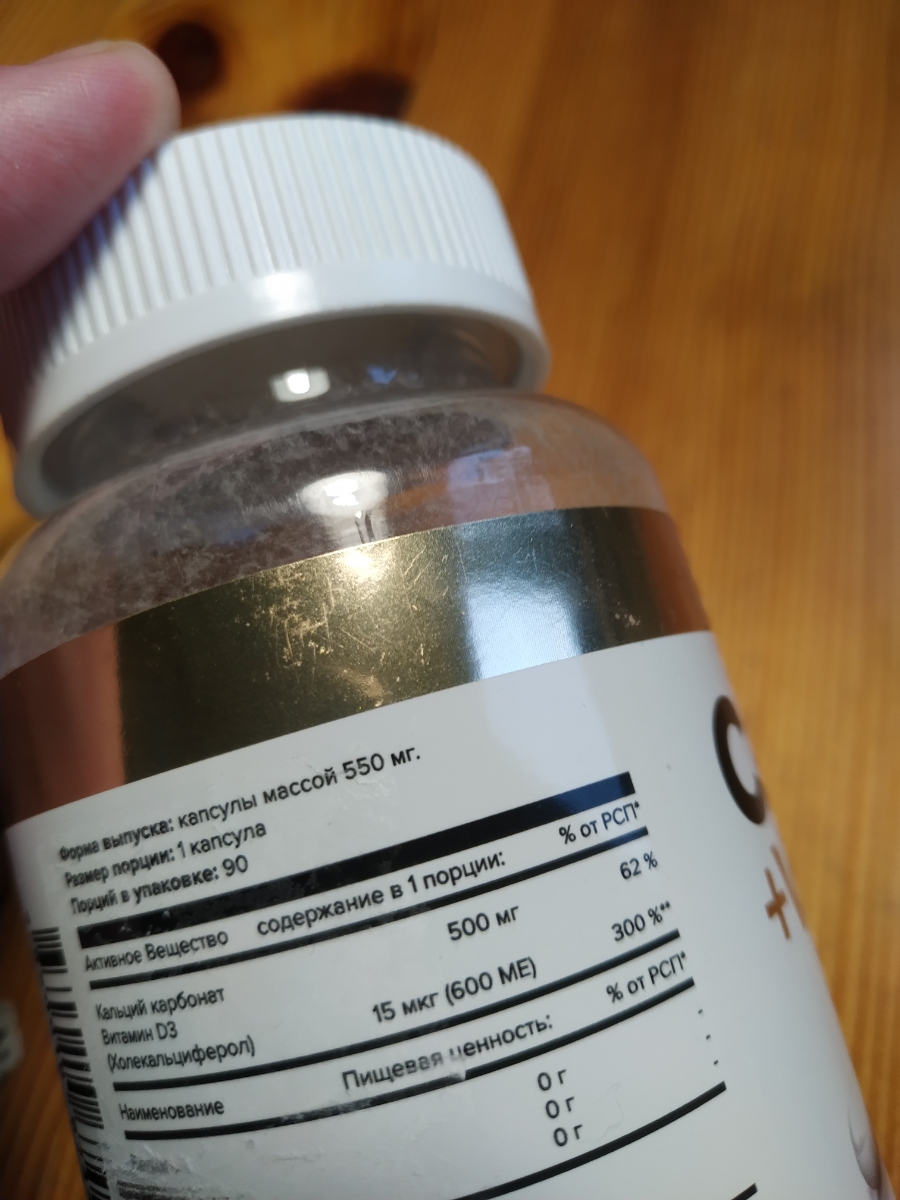 Форма выпуска: капсулы массой 550 мг.
Размер порции: 1 капсула
Порций в упаковке: 90
Активное Вещество содержание в 1 порции: % от РСП*
Кальций карбонат 500 мг 62 %
Витамин D3
(Холекальциферол) 15 мкг (600 МЕ) 300 %**
Пищевая ценность:
Наименование % от РСП*
0 г -
0 г -
0 г -
C
+